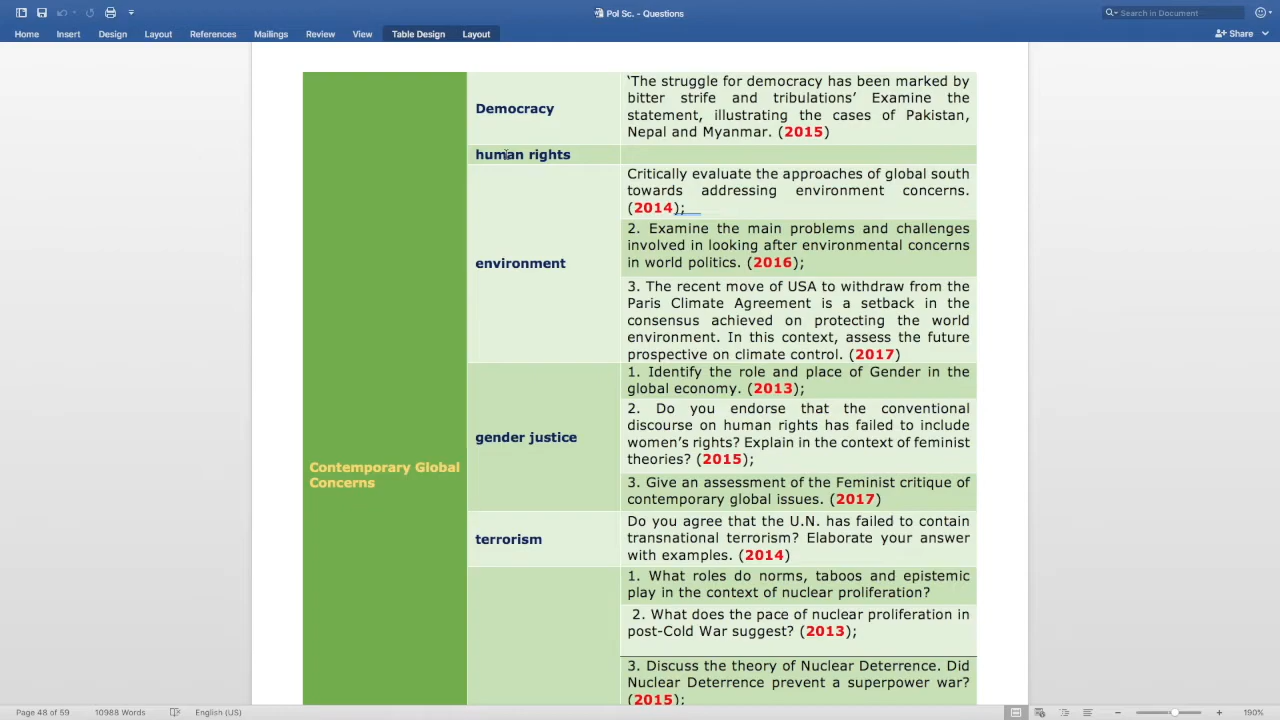 Pol Sc. - Questions
Search in Document
Home Insert Design Layout References Mailings Review View Table Design Layout
Share
Democracy
‘The struggle for democracy has been marked by
bitter strife and tribulations’ Examine the
statement, illustrating the cases of Pakistan,
Nepal and Myanmar. (2015)
human rights
environment
Critically evaluate the approaches of global south
towards addressing environment concerns.
(2014);
2. Examine the main problems and challenges
involved in looking after environmental concerns
in world politics. (2016);
3. The recent move of USA to withdraw from the
Paris Climate Agreement is a setback in the
consensus achieved on protecting the world
environment. In this context, assess the future
prospective on climate control. (2017)
gender justice
1. Identify the role and place of Gender in the
global economy. (2013);
2. Do you endorse that the conventional
discourse on human rights has failed to include
women’s rights? Explain in the context of feminist
theories? (2015);
3. Give an assessment of the Feminist critique of
contemporary global issues. (2017)
Contemporary Global
Concerns
terrorism
Do you agree that the U.N. has failed to contain
transnational terrorism? Elaborate your answer
with examples. (2014)
1. What roles do norms, taboos and epistemic
play in the context of nuclear proliferation?
2. What does the pace of nuclear proliferation in
post-Cold War suggest? (2013);
3. Discuss the theory of Nuclear Deterrence. Did
Nuclear Deterrence prevent a superpower war?
(2015);
Page 48 of 59 10988 Words English (US) 190%